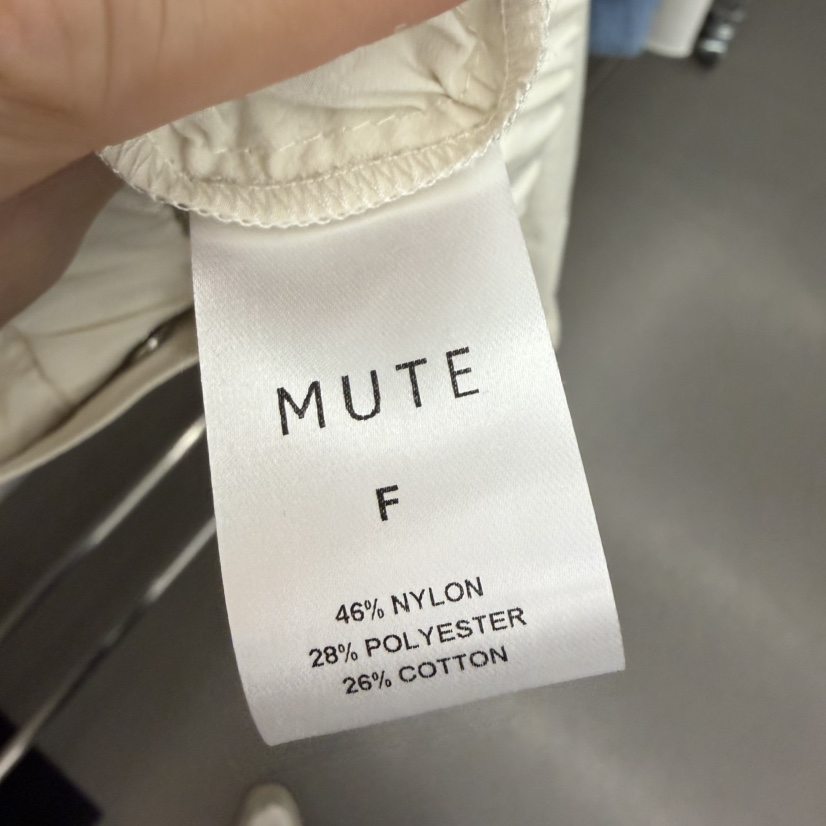 MUTE
F
46% NYLON
28% POLYESTER
26% COTTON